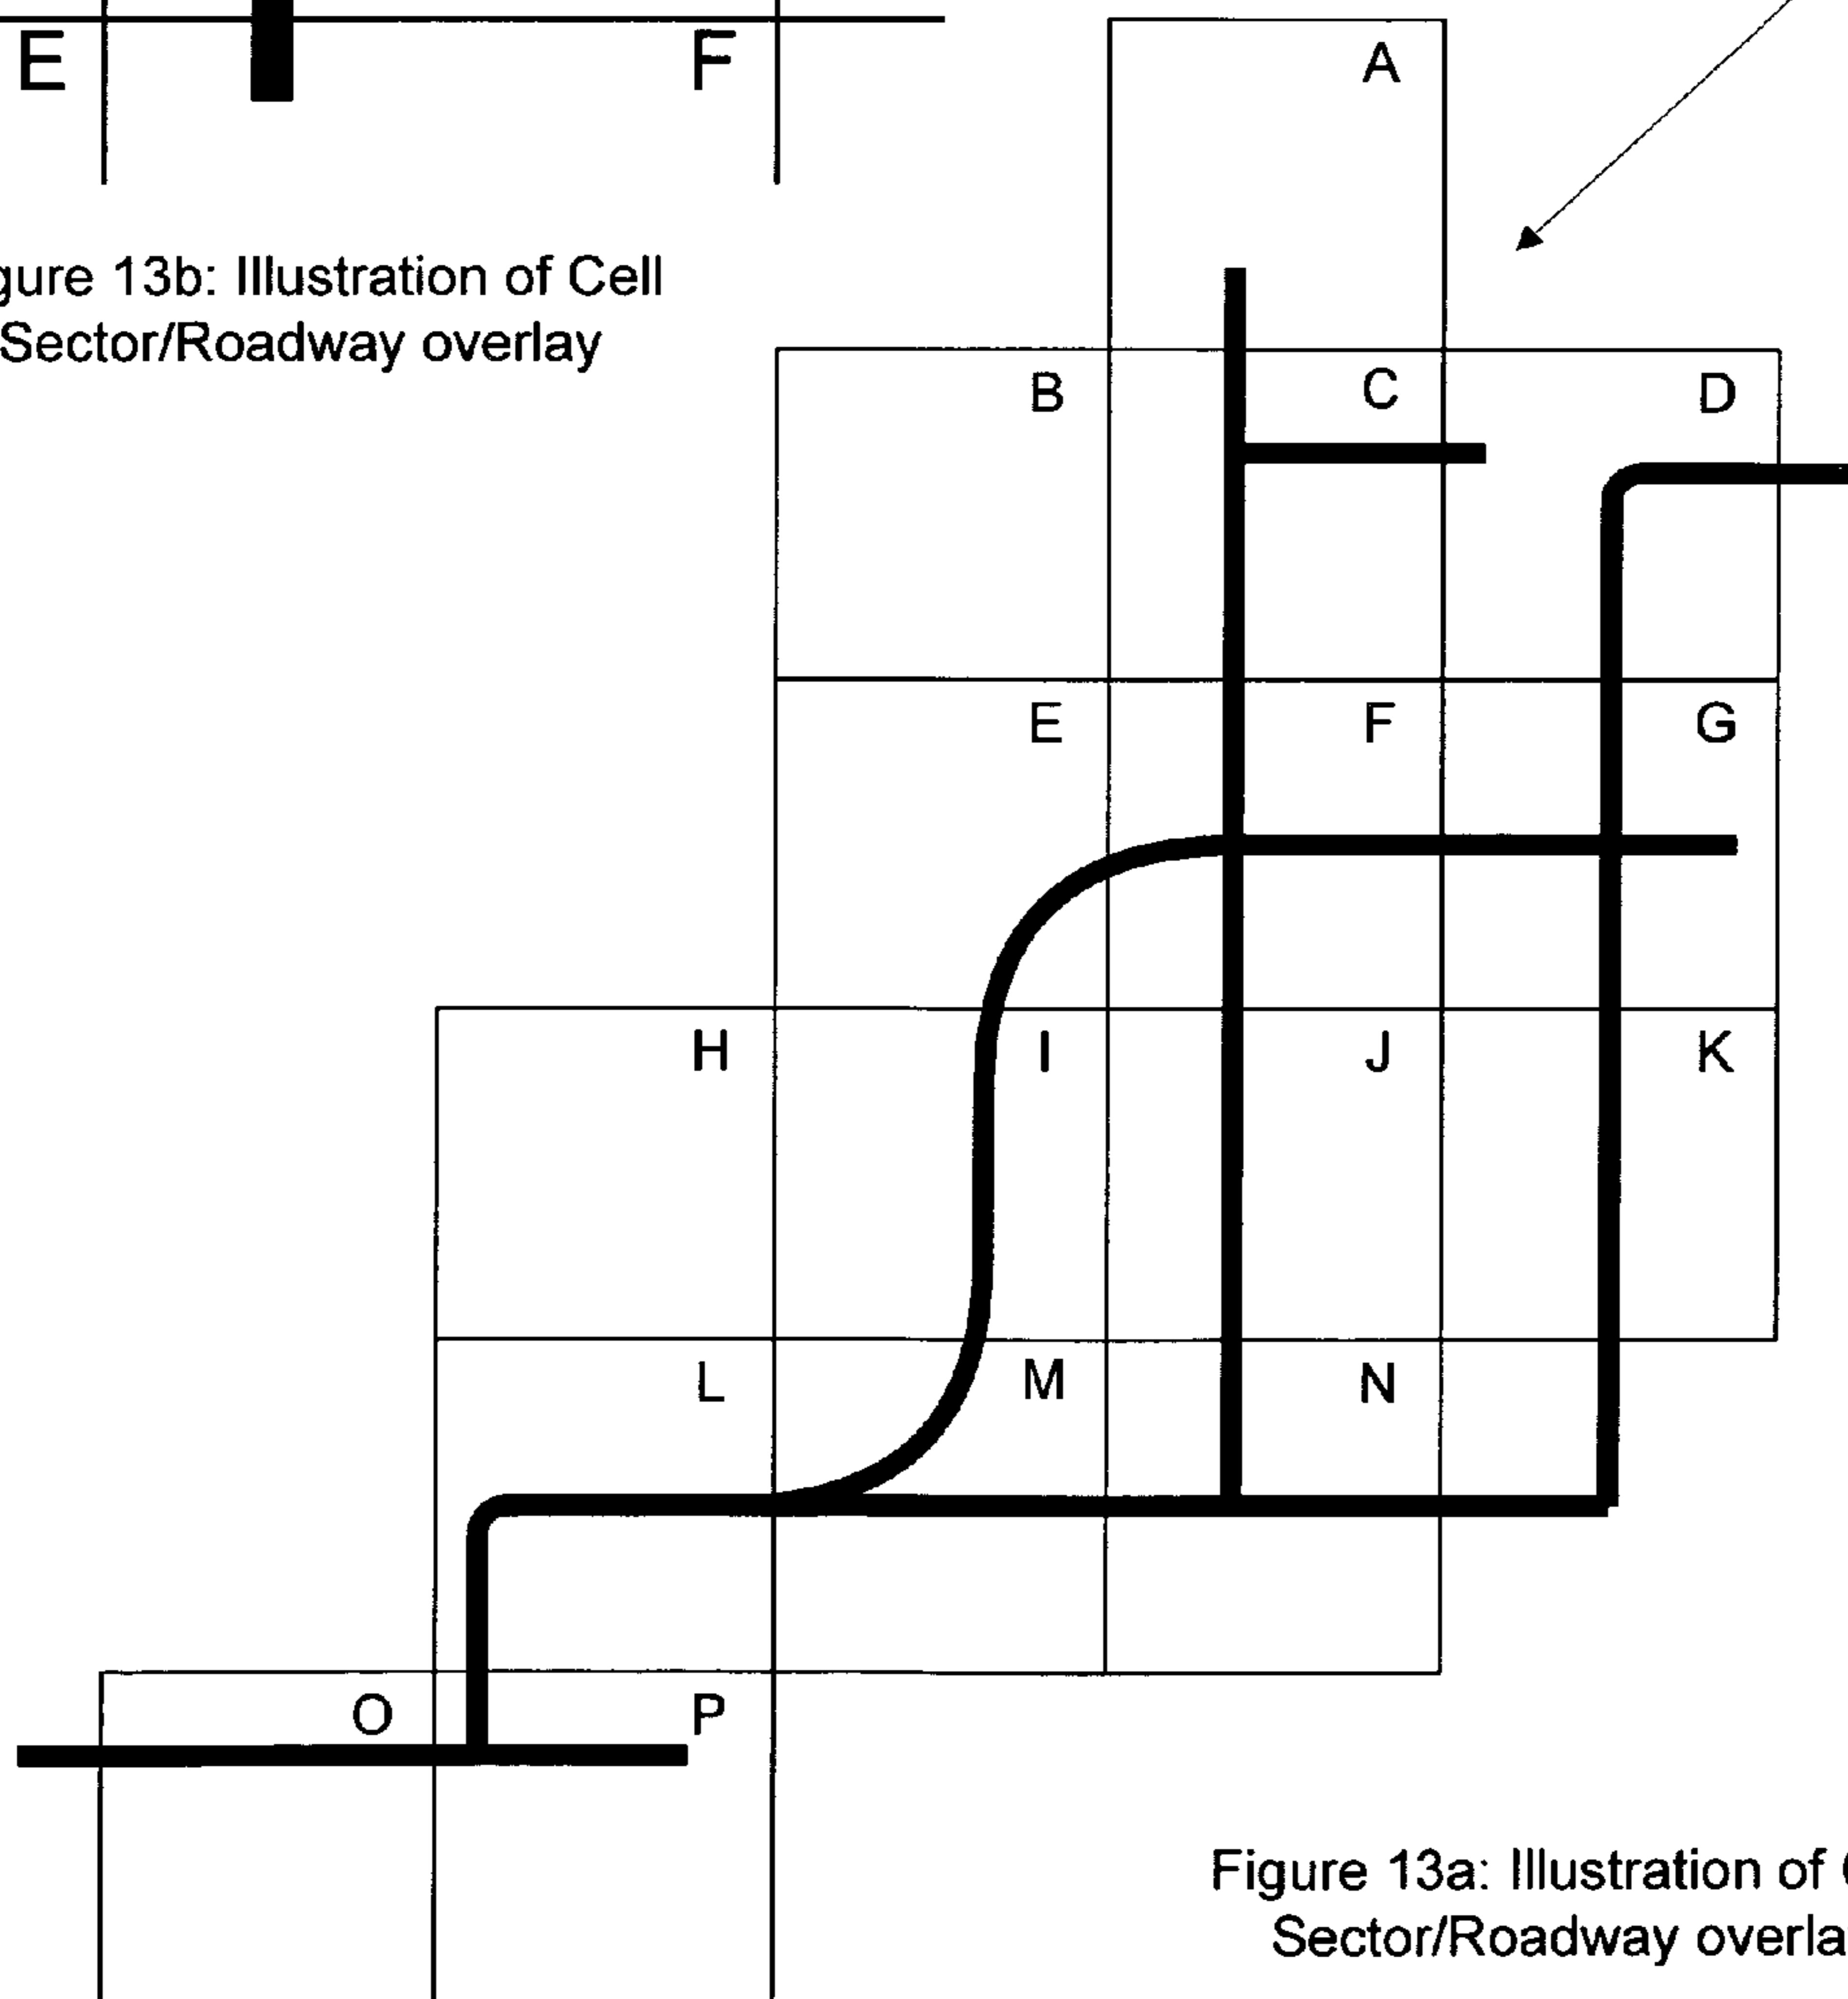 E F
gure 13b: Illustration of Cell
Sector/Roadway overlay
A
B C D
E F G
H I J K
L M N
O P
Figure 13a: Illustration of
Sector/Roadway overla